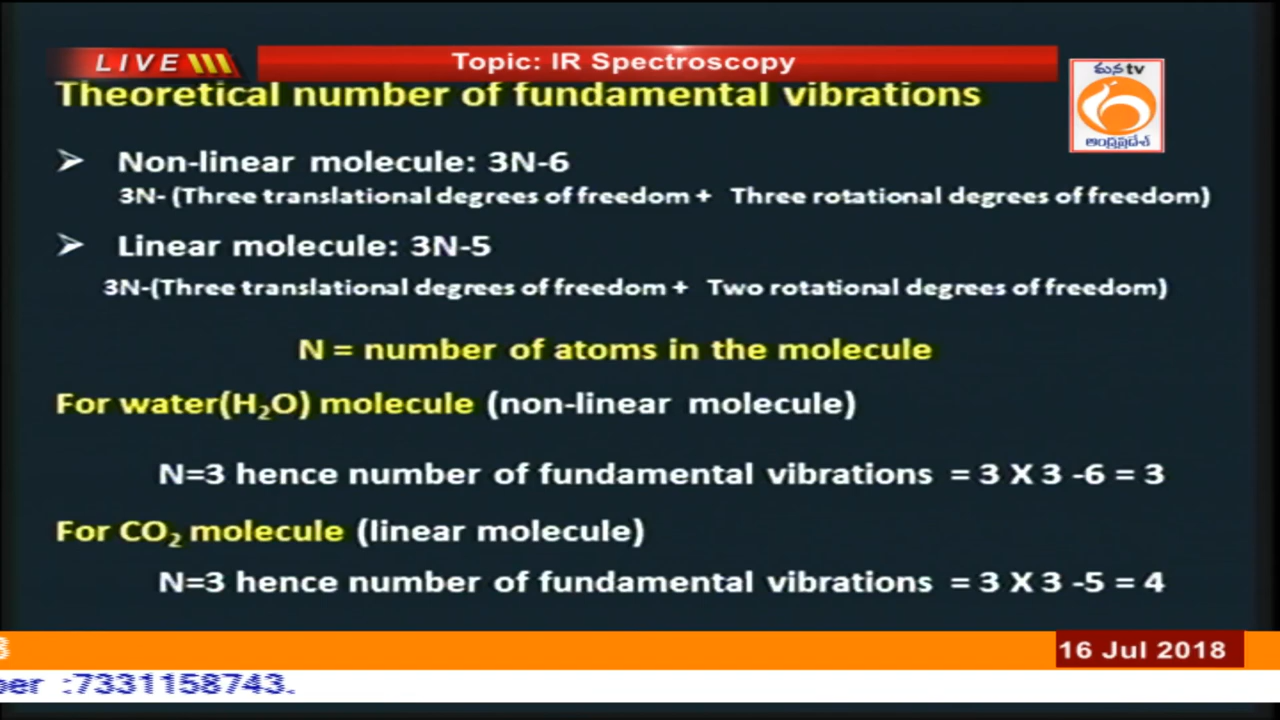 LIVE
Topic: IR Spectroscopy
మన tv
ఆంధ్రప్రదేశ్
Theoretical number of fundamental vibrations
➤ Non-linear molecule: 3N-6
3N- (Three translational degrees of freedom + Three rotational degrees of freedom)
➤ Linear molecule: 3N-5
3N-(Three translational degrees of freedom + Two rotational degrees of freedom)
N = number of atoms in the molecule
For water(H₂O) molecule (non-linear molecule)
N=3 hence number of fundamental vibrations = 3 X 3 -6 = 3
For CO₂ molecule (linear molecule)
N=3 hence number of fundamental vibrations = 3 X 3 -5 = 4
16 Jul 2018
:7331158743.